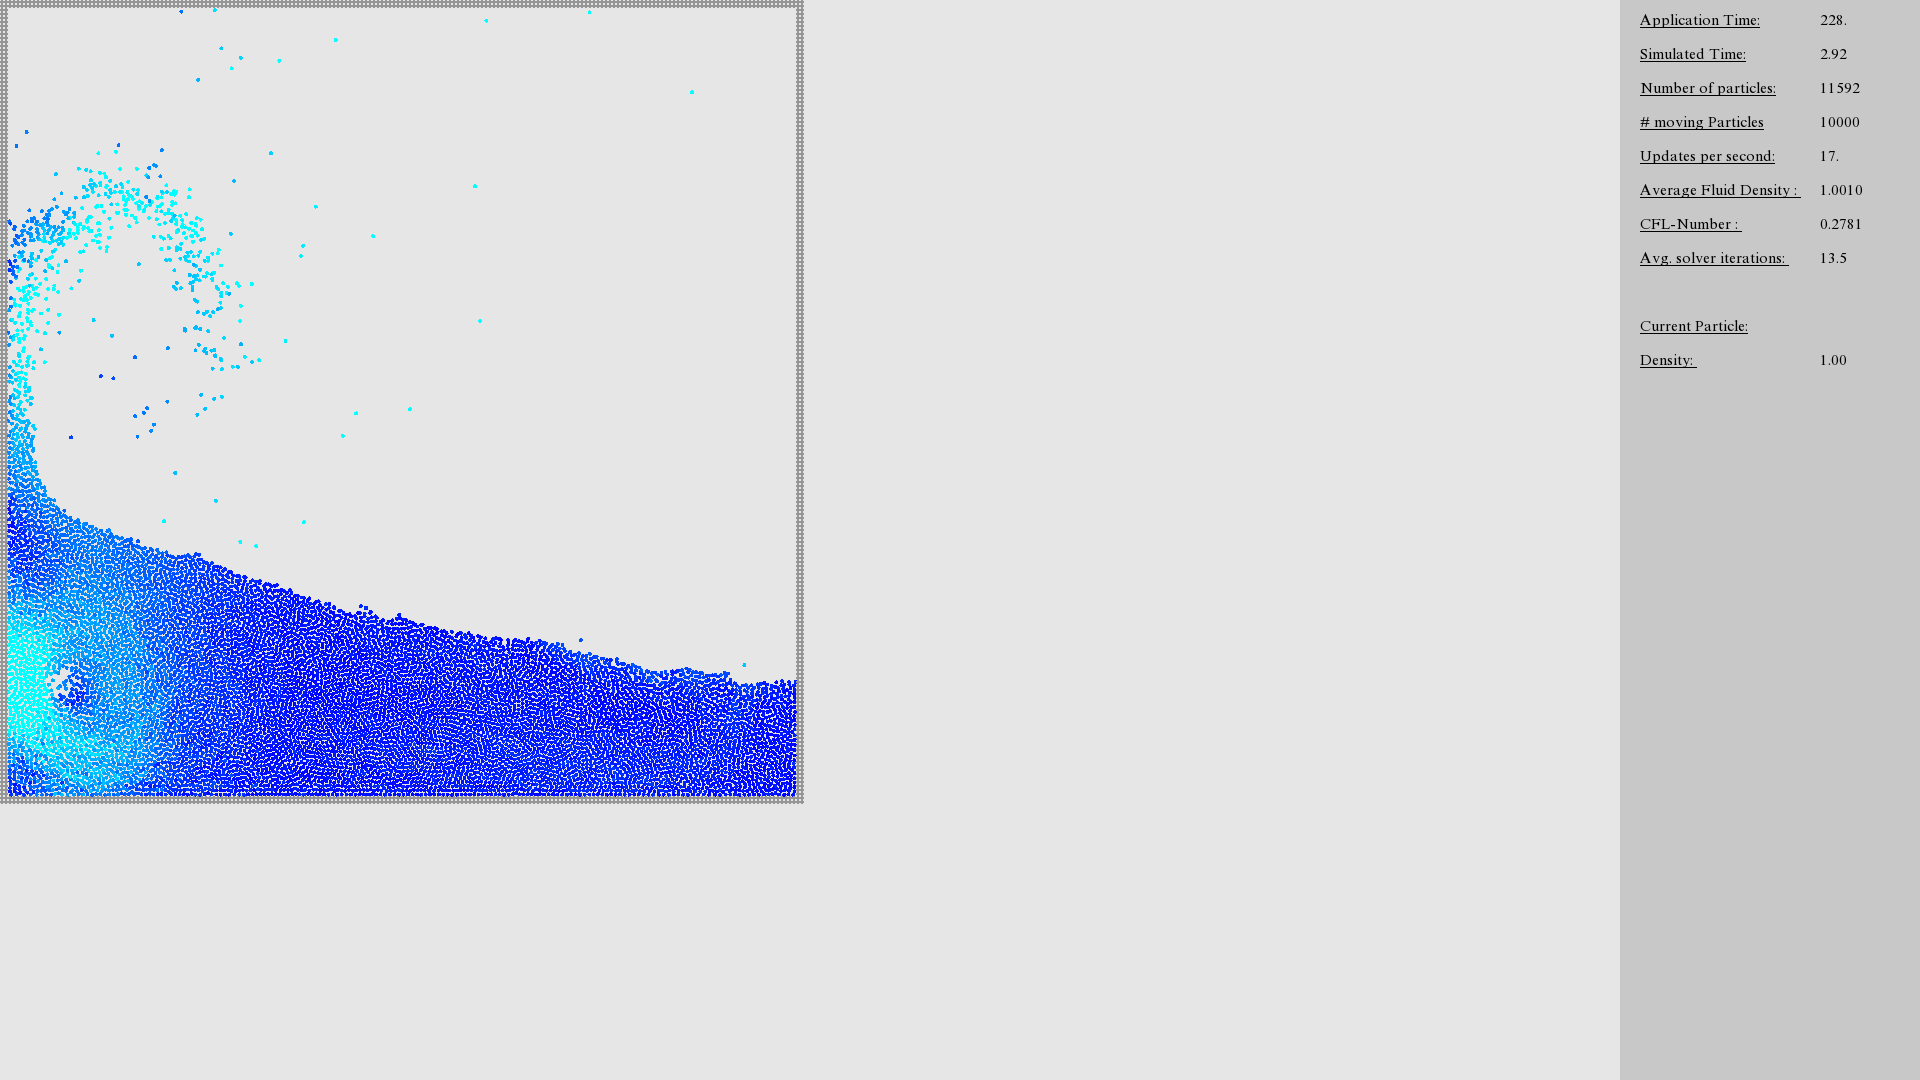 Application Time: 228.
Simulated Time: 2.92
Number of particles: 11592
# moving Particles 10000
Updates per second: 17.
Average Fluid Density : 1.0010
CFL-Number : 0.2781
Avg. solver iterations: 13.5
Current Particle:
Density: 1.00